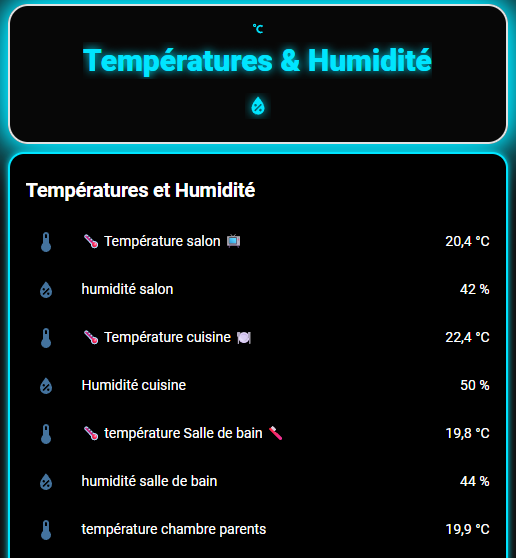 °C
Températures & Humidité
Températures et Humidité
Température salon 20,4 °C
humidité salon 42 %
Température cuisine 22,4 °C
Humidité cuisine 50 %
température Salle de bain 19,8 °C
humidité salle de bain 44 %
température chambre parents 19,9 °C